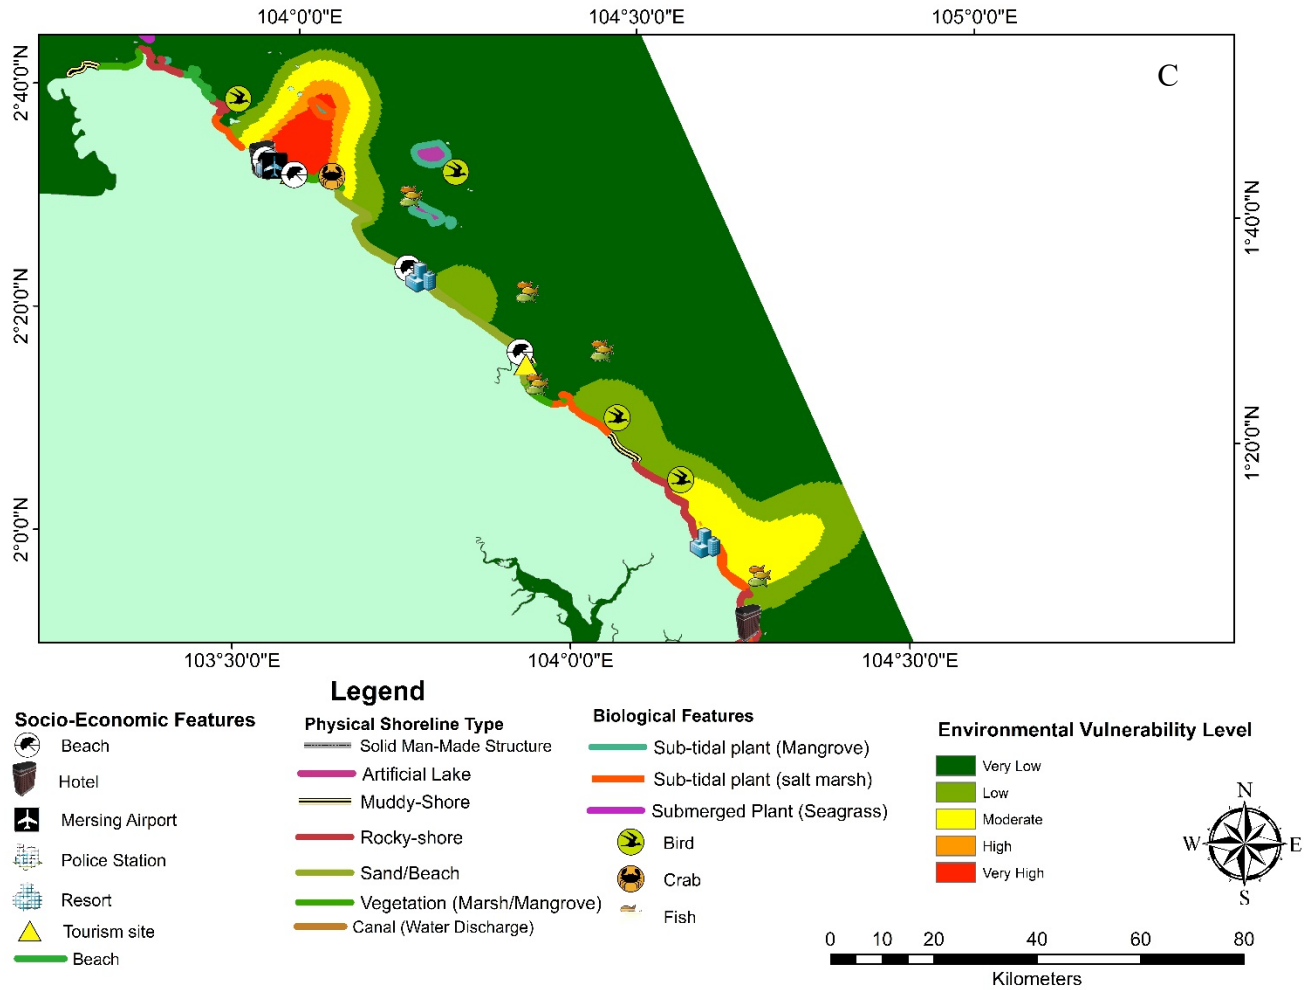 104°0'0"E 104°30'0"E 105°0'0"E
C
2°40'0"N
1°40'0"N
2°20'0"N
1°20'0"N
2°0'0"N
103°30'0"E 104°0'0"E 104°30'0"E
Legend
Socio-Economic Features
Beach
Hotel
Mersing Airport
Police Station
Resort
Tourism site
Beach
Physical Shoreline Type
Solid Man-Made Structure
Artificial Lake
Muddy-Shore
Rocky-shore
Sand/Beach
Vegetation (Marsh/Mangrove)
Canal (Water Discharge)
Biological Features
Sub-tidal plant (Mangrove)
Sub-tidal plant (salt marsh)
Submerged Plant (Seagrass)
Bird
Crab
Fish
Environmental Vulnerability Level
Very Low
Low
Moderate
High
Very High
N
W E
S
0 10 20 40 60 80
Kilometers